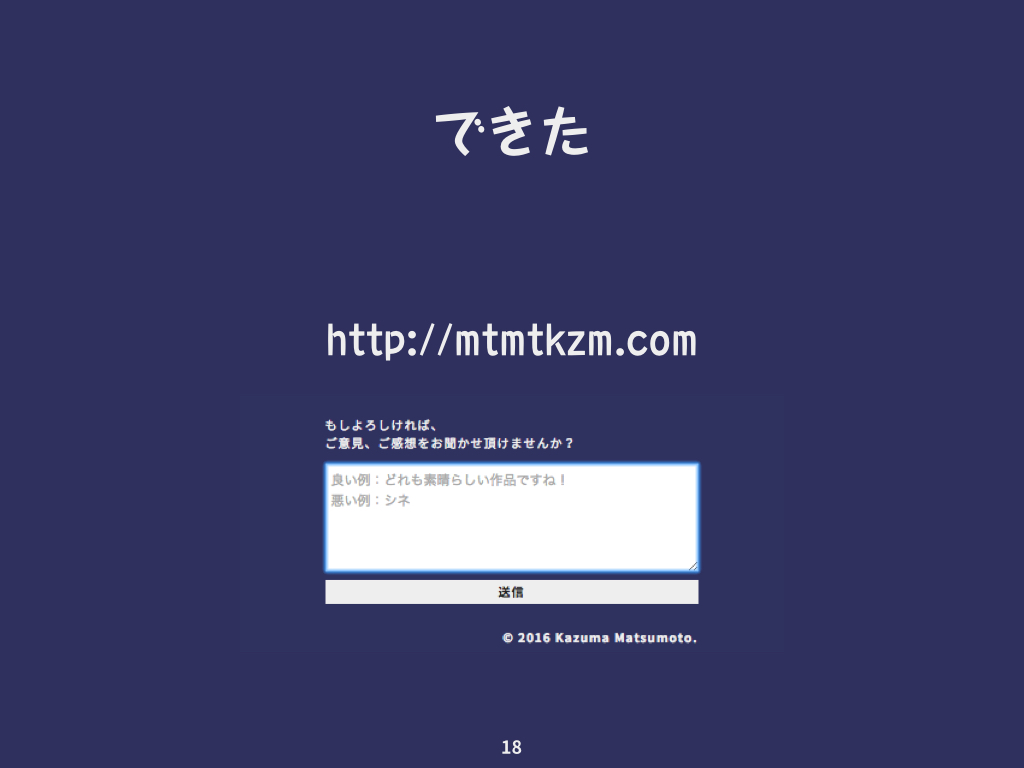 できた
http://mtmtkzm.com
もしよろしければ、
ご意見、ご感想をお聞かせ頂けませんか？
良い例：どれも素晴らしい作品ですね！
悪い例：シネ
送信
© 2016 Kazuma Matsumoto.
18